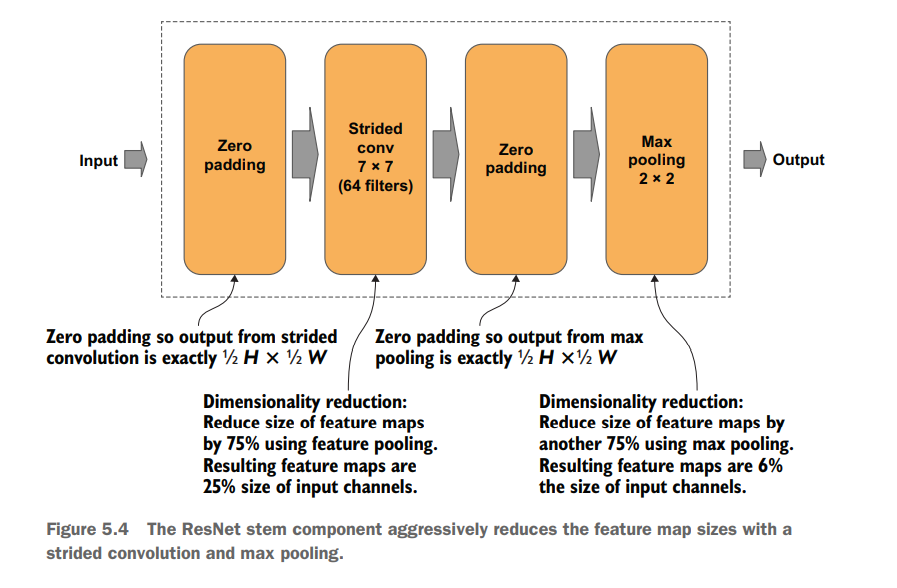 Input
Zero
padding
Strided
conv
7 × 7
(64 filters)
Zero
padding
Max
pooling
2 × 2
Output
Zero padding so output from strided
convolution is exactly ½ H × ½ W
Zero padding so output from max
pooling is exactly ½ H ×½ W
Dimensionality reduction:
Reduce size of feature maps
by 75% using feature pooling.
Resulting feature maps are
25% size of input channels.
Dimensionality reduction:
Reduce size of feature maps by
another 75% using max pooling.
Resulting feature maps are 6%
the size of input channels.
Figure 5.4 The ResNet stem component aggressively reduces the feature map sizes with a
strided convolution and max pooling.